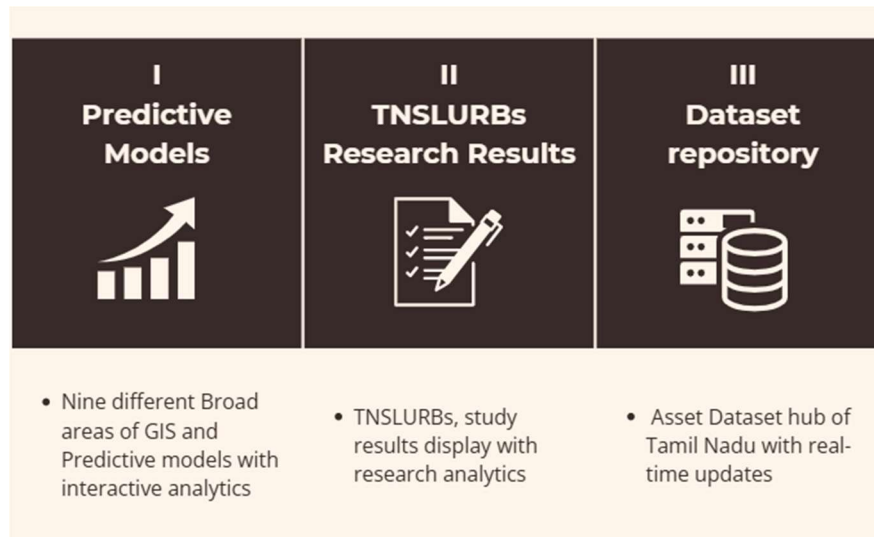 I
Predictive
Models
II
TNSLURBs
Research Results
III
Dataset
repository
• Nine different Broad
areas of GIS and
Predictive models with
interactive analytics
• TNSLURBs, study
results display with
research analytics
• Asset Dataset hub of
Tamil Nadu with real-
time updates